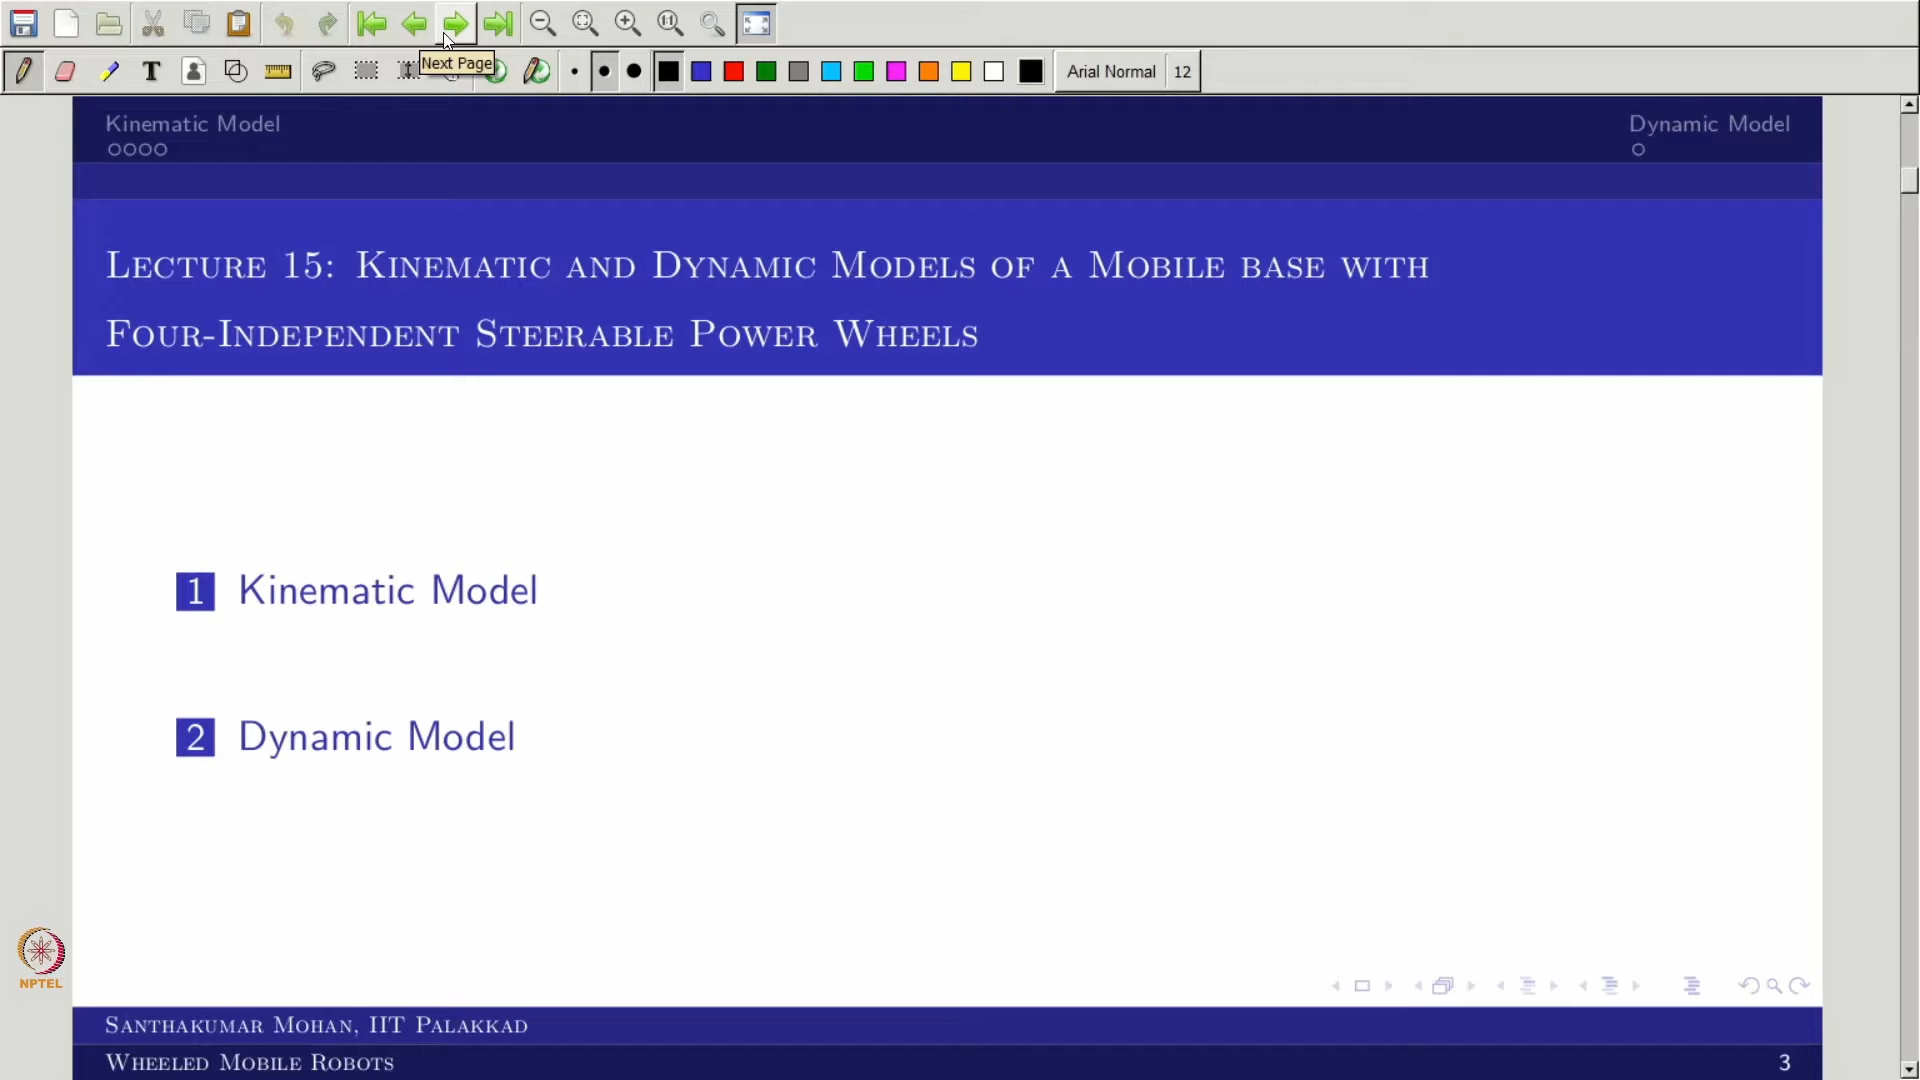 Next Page
Arial Normal 12
Kinematic Model
Dynamic Model
Lecture 15: Kinematic and Dynamic Models of a Mobile base with
Four-Independent Steerable Power Wheels
1 Kinematic Model
2 Dynamic Model
NPTEL
Santhakumar Mohan, IIT Palakkad
Wheeled Mobile Robots
3